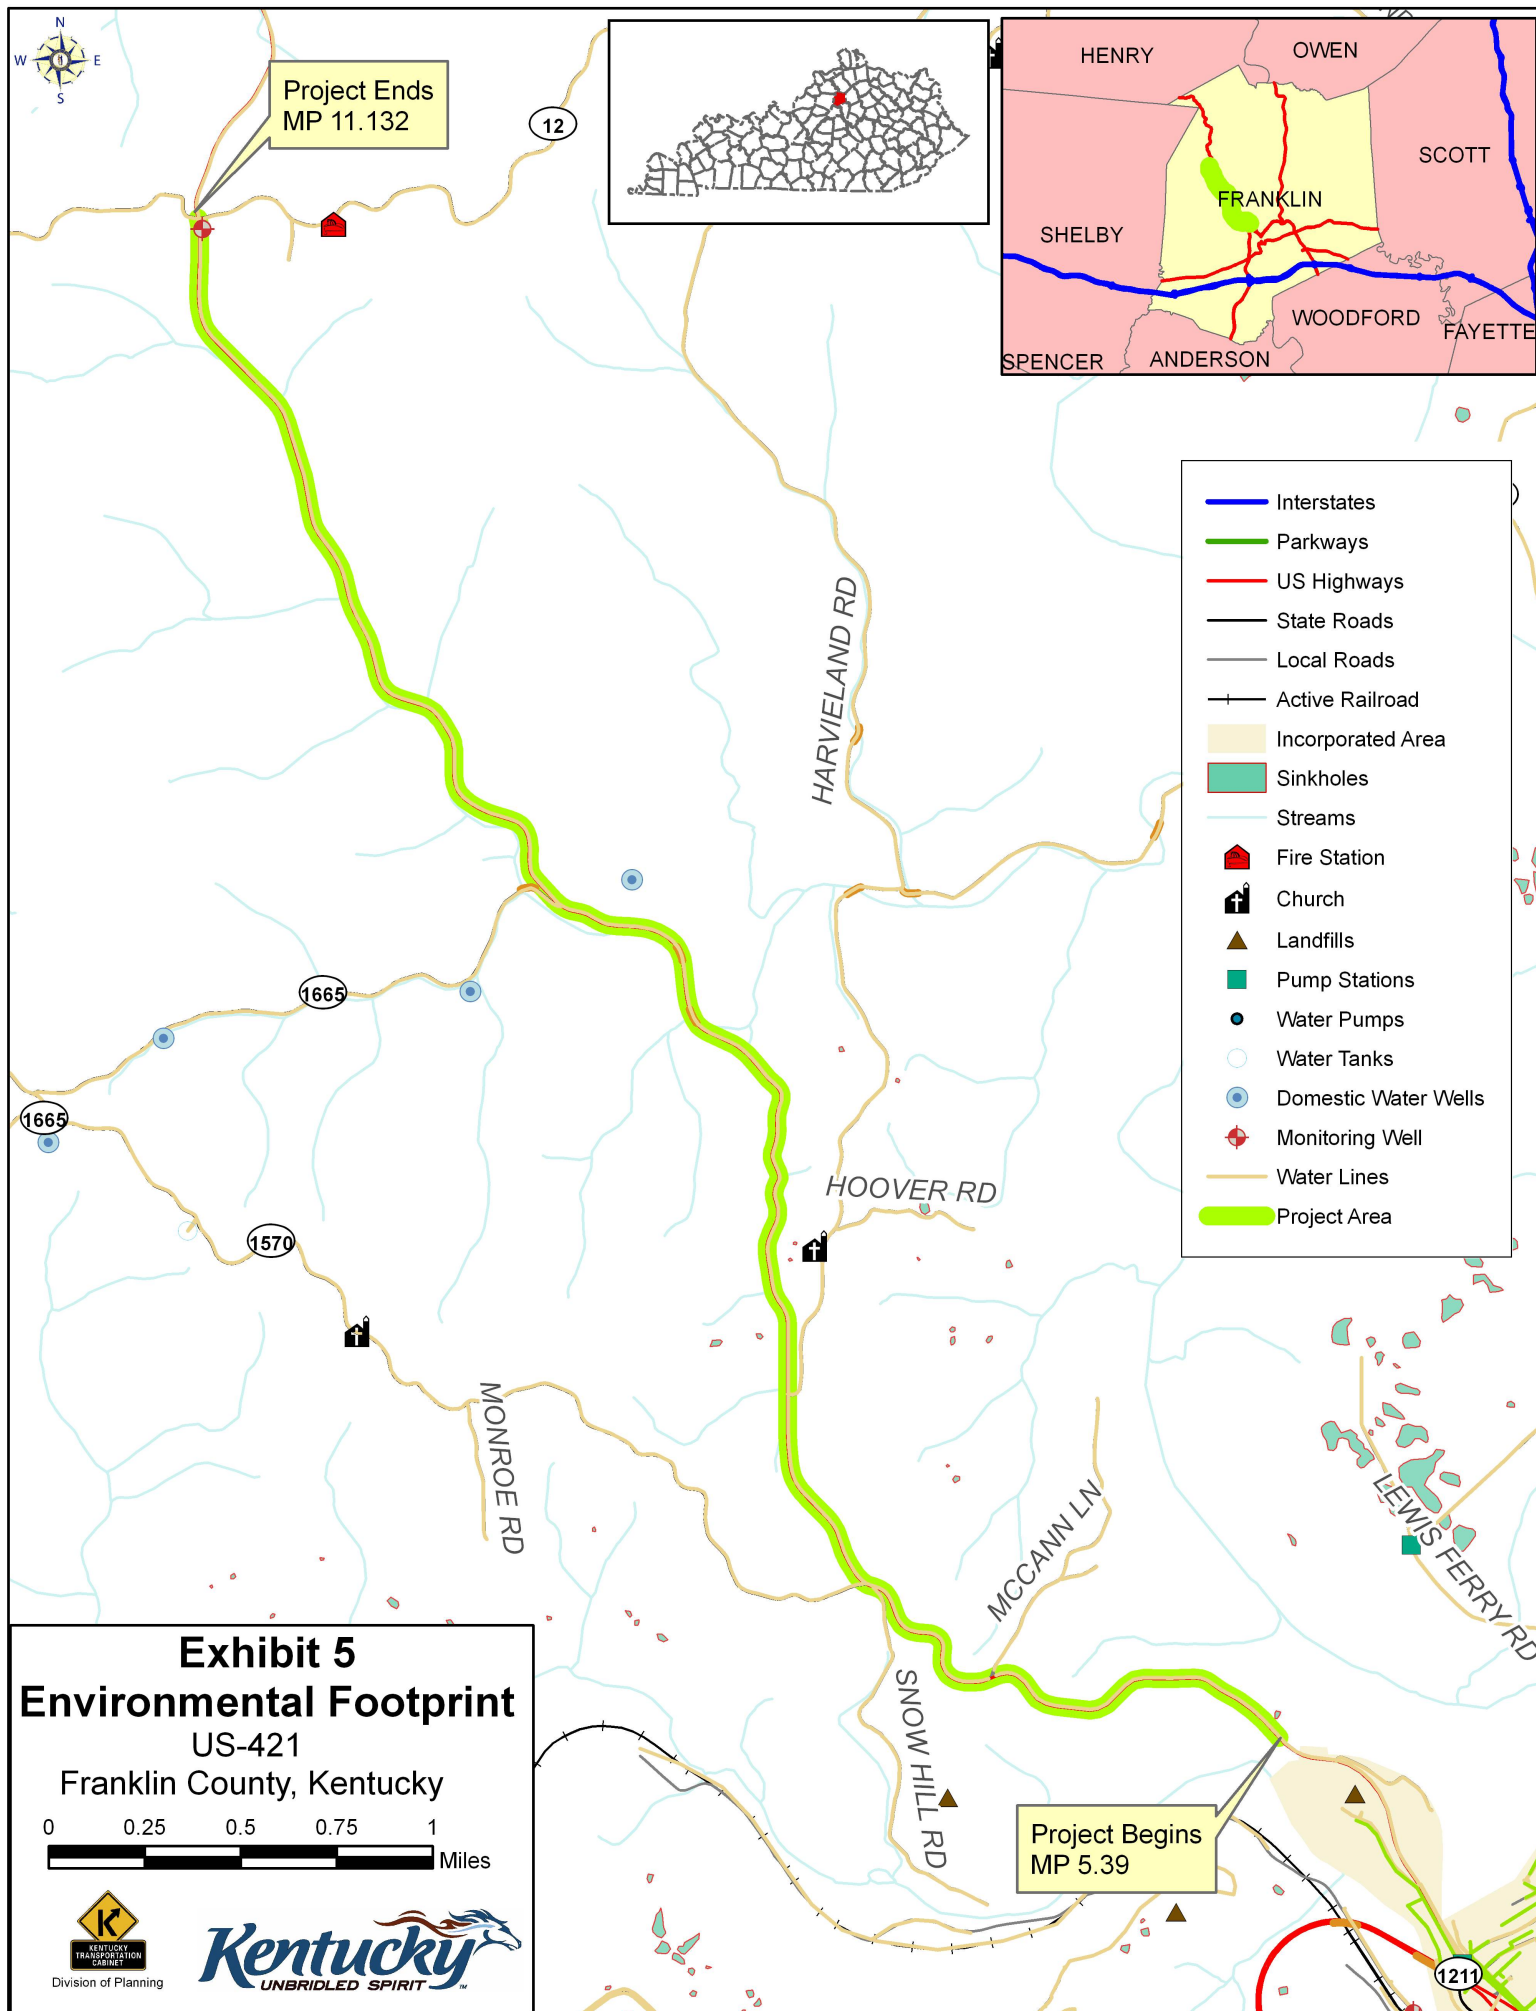 N
W
E
S
Project Ends
MP 11.132
12
HENRY
OWEN
SCOTT
FRANKLIN
SHELBY
WOODFORD
FAYETTE
SPENCER
ANDERSON
Interstates
Parkways
US Highways
State Roads
Local Roads
Active Railroad
Incorporated Area
Sinkholes
Streams
Fire Station
Church
Landfills
Pump Stations
Water Pumps
Water Tanks
Domestic Water Wells
Monitoring Well
Water Lines
Project Area
HARVIELAND RD
1665
1665
HOOVER RD
1570
MONROE RD
MCCANN LN
LEWIS FERRY RD
SNOW HILL RD
Project Begins
MP 5.39
1211
Exhibit 5
Environmental Footprint
US-421
Franklin County, Kentucky
0 0.25 0.5 0.75 1
Miles
KENTUCKY
TRANSPORTATION
CABINET
Division of Planning
Kentucky
UNBRIDLED SPIRIT
TM